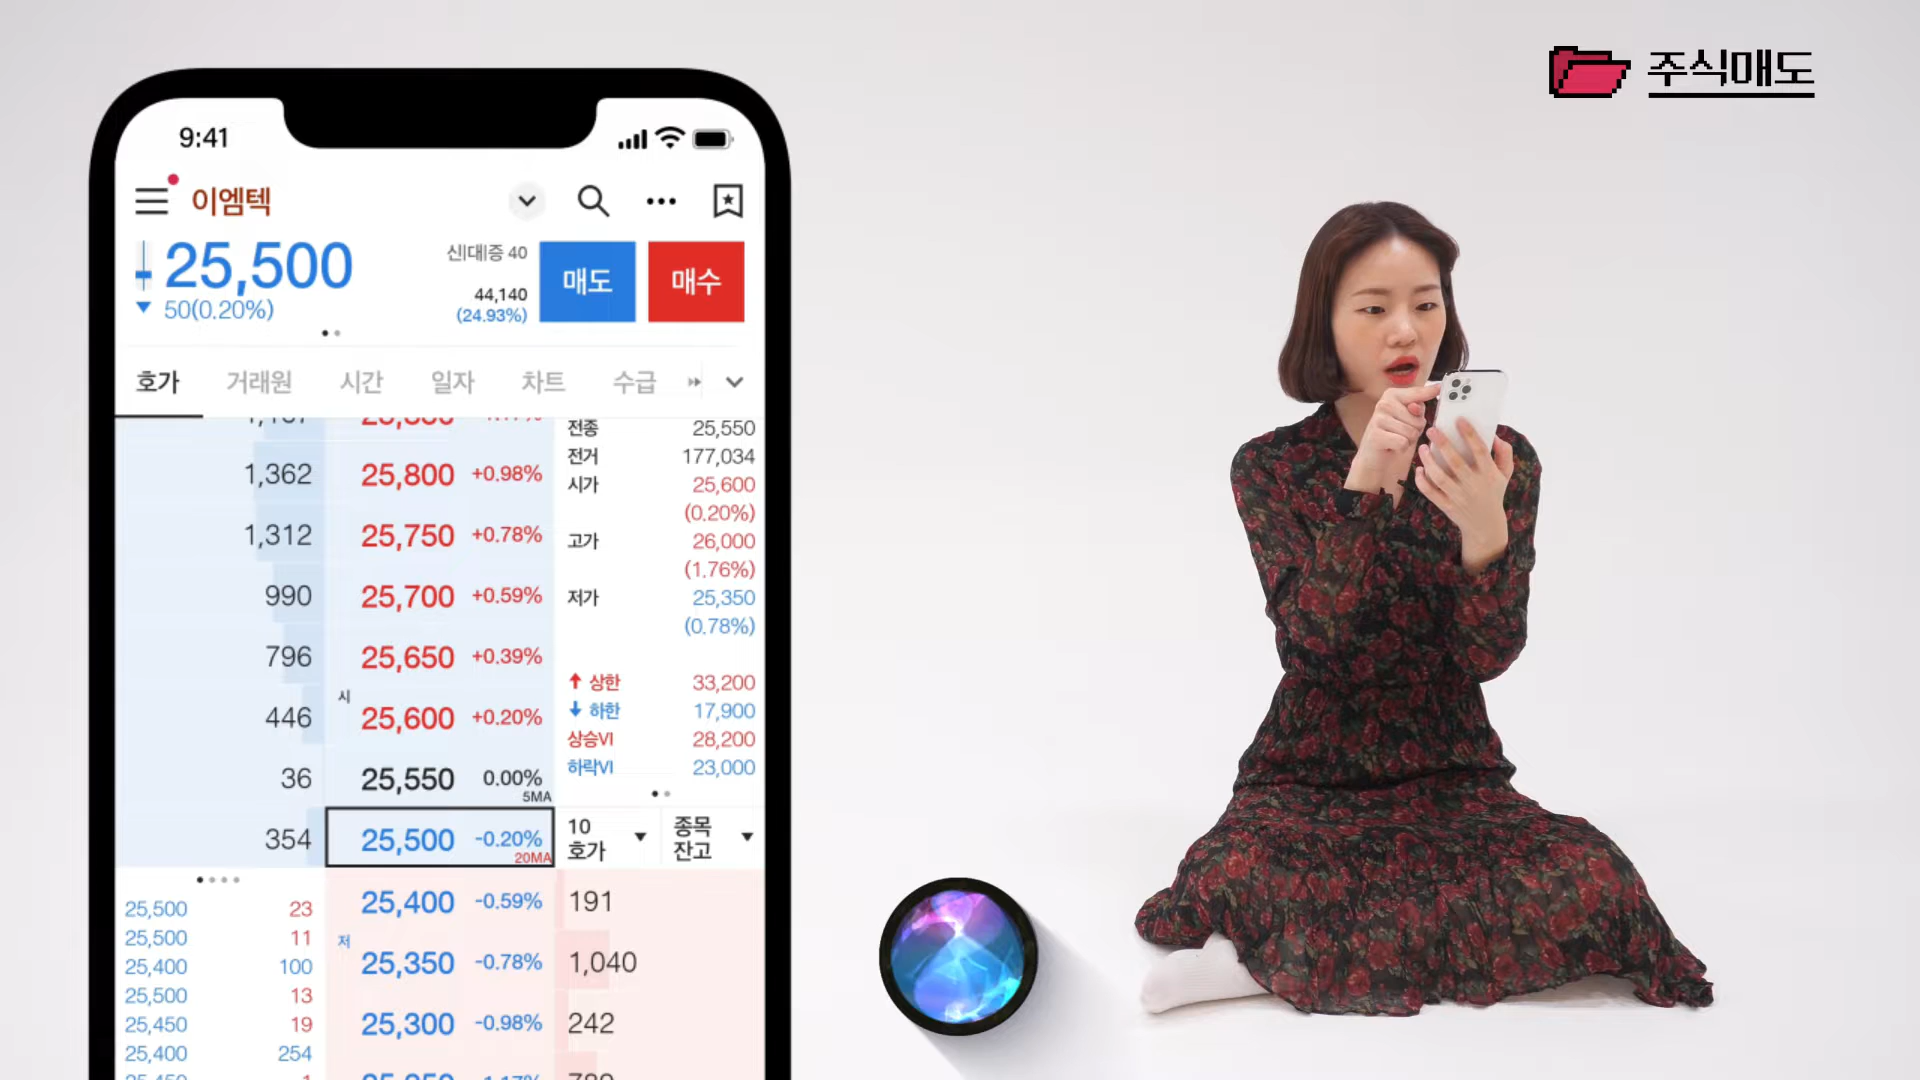 주식매도
9:41
이엠텍
25,500
50(0.20%)
신대증 40
44,140
(24.93%)
매도
매수
호가 거래원 시간 일자 차트 수급
1,362 25,800 +0.98%
1,312 25,750 +0.78%
990 25,700 +0.59%
796 25,650 +0.39%
시
446 25,600 +0.20%
36 25,550 0.00%
5MA
354 25,500 -0.20%
20MA
전종 25,550
전거 177,034
시가 25,600
(0.20%)
고가 26,000
(1.76%)
저가 25,350
(0.78%)
상한 33,200
하한 17,900
상승VI 28,200
하락VI 23,000
10
호가
종목
잔고
25,400 -0.59% 191
저
25,350 -0.78% 1,040
25,300 -0.98% 242
25,500 23
25,500 11
25,400 100
25,500 13
25,450 19
25,400 254